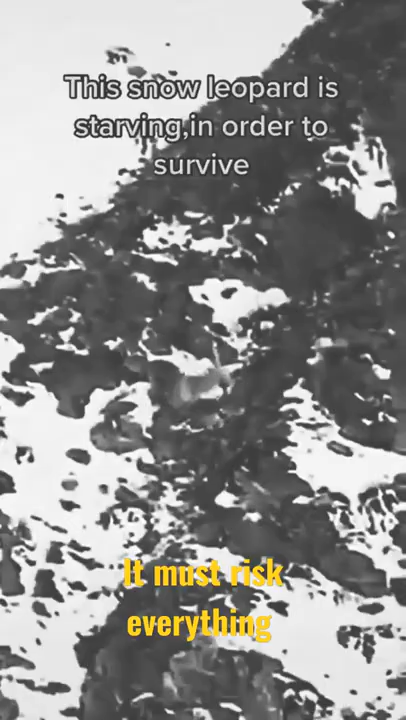 This snow leopard is
starving,in order to
survive
It must risk
everything